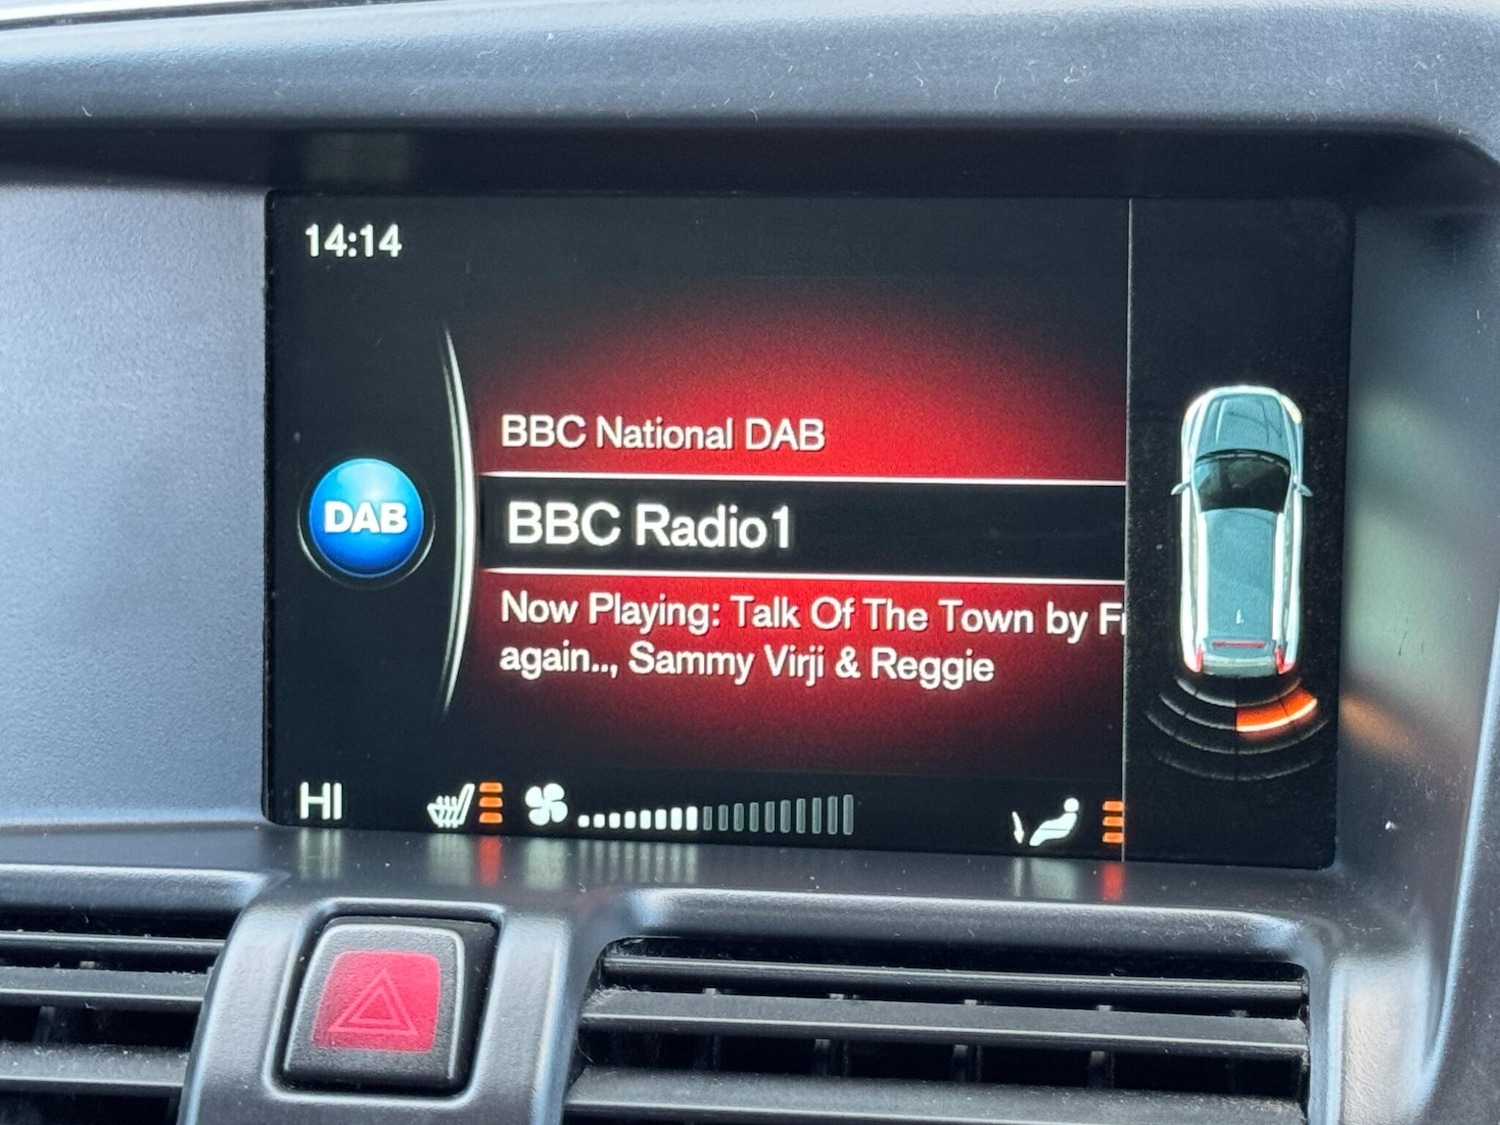 14:14
BBC National DAB
DAB
BBC Radio1
Now Playing: Talk Of The Town by
again.., Sammy Virji & Reggie
HI